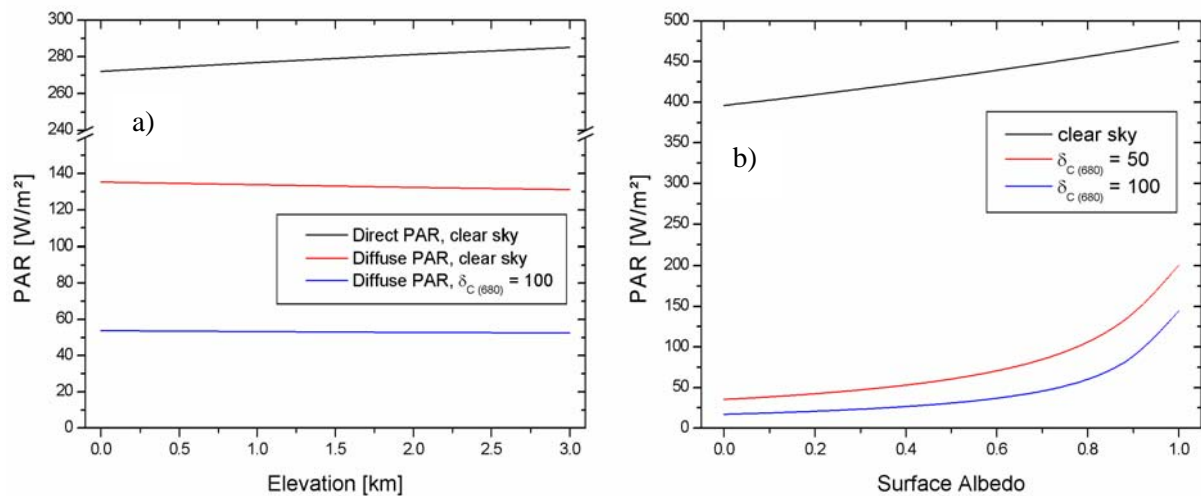 a)
PAR [W/m²]
300
280
260
240
140
120
100
80
60
40
20
0
Direct PAR, clear sky
Diffuse PAR, clear sky
Diffuse PAR, δC (680) = 100
0.0 0.5 1.0 1.5 2.0 2.5 3.0
Elevation [km]
b)
PAR [W/m²]
500
450
400
350
300
250
200
150
100
50
0
clear sky
δC (680) = 50
δC (680) = 100
0.0 0.2 0.4 0.6 0.8 1.0
Surface Albedo